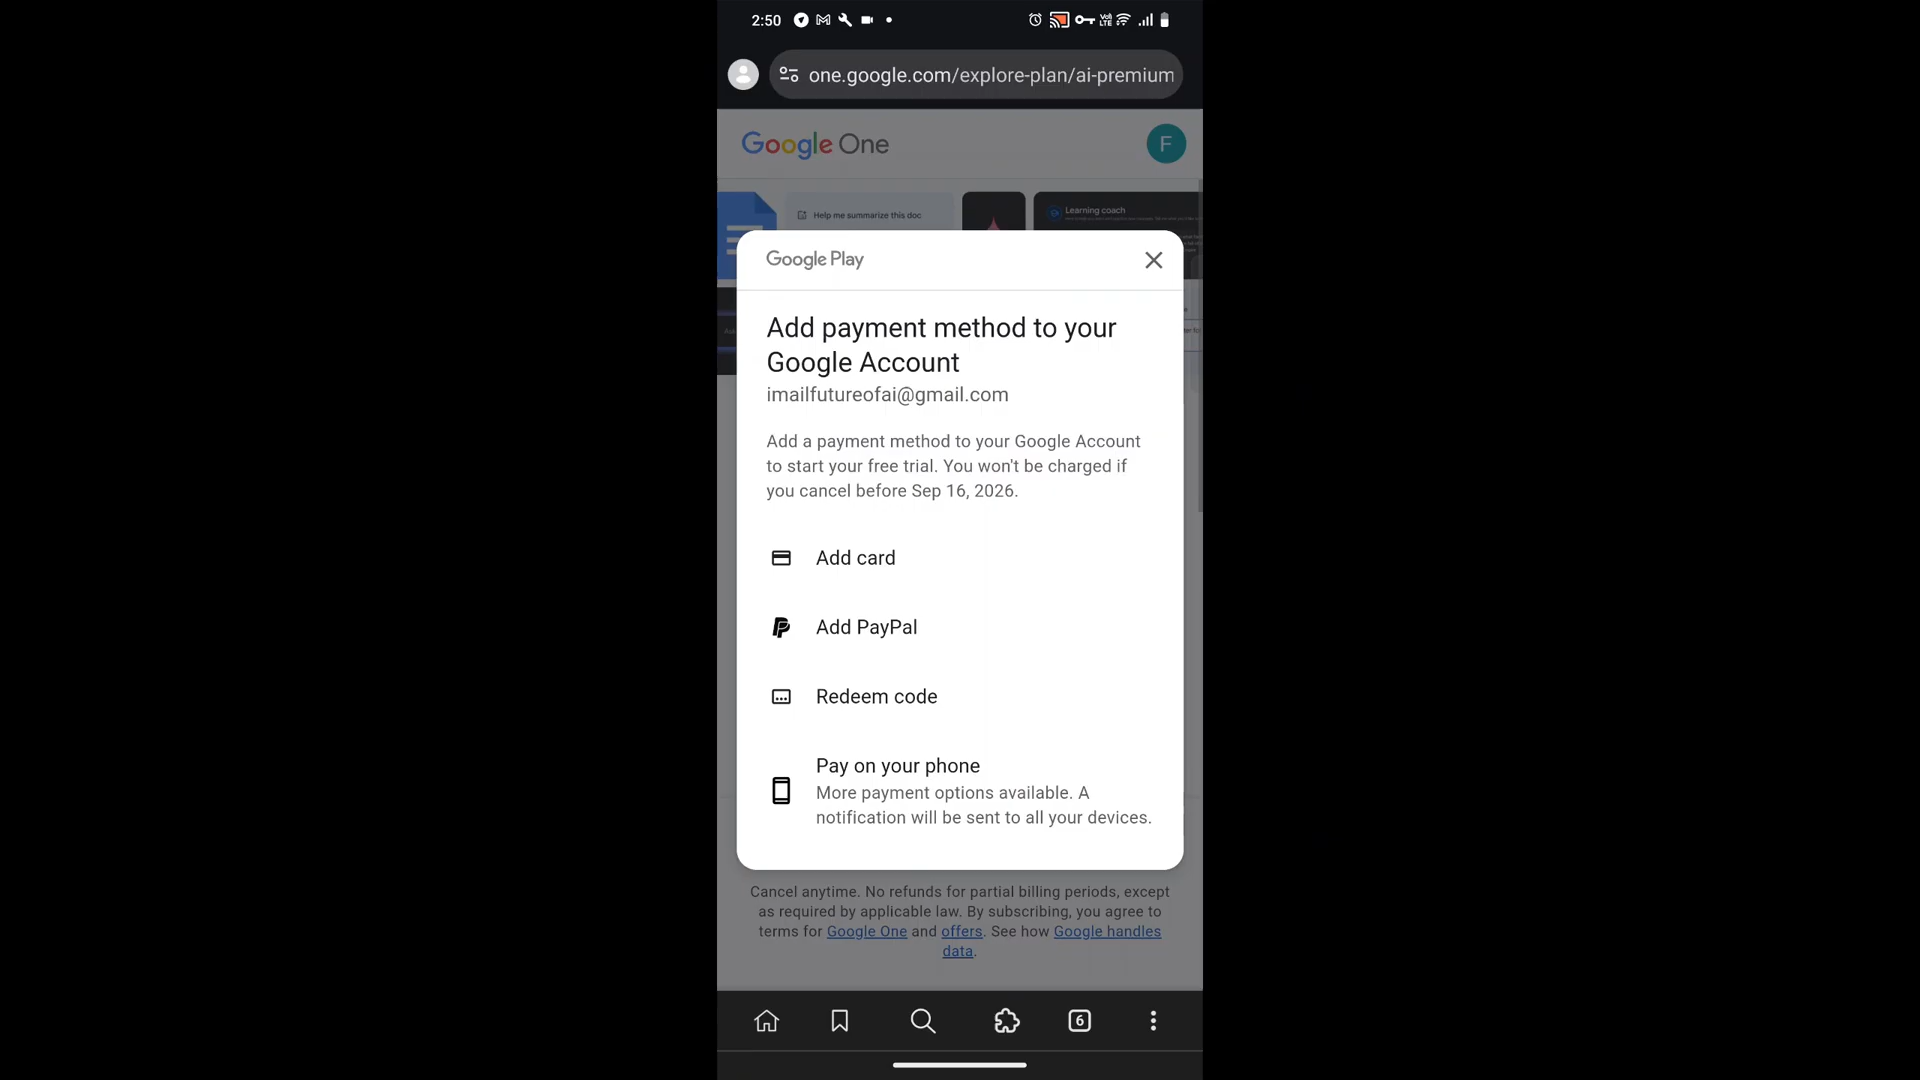 2:50
VoI LTE
one.google.com/explore-plan/ai-premium
Google One
F
Help me summarize this doc
Learning coach
Google Play
Add payment method to your
Google Account
imailfutureofai@gmail.com
Add a payment method to your Google Account
to start your free trial. You won't be charged if
you cancel before Sep 16, 2026.
Add card
Add PayPal
Redeem code
Pay on your phone
More payment options available. A
notification will be sent to all your devices.
Cancel anytime. No refunds for partial billing periods, except
as required by applicable law. By subscribing, you agree to
terms for Google One and offers. See how Google handles
data.
6